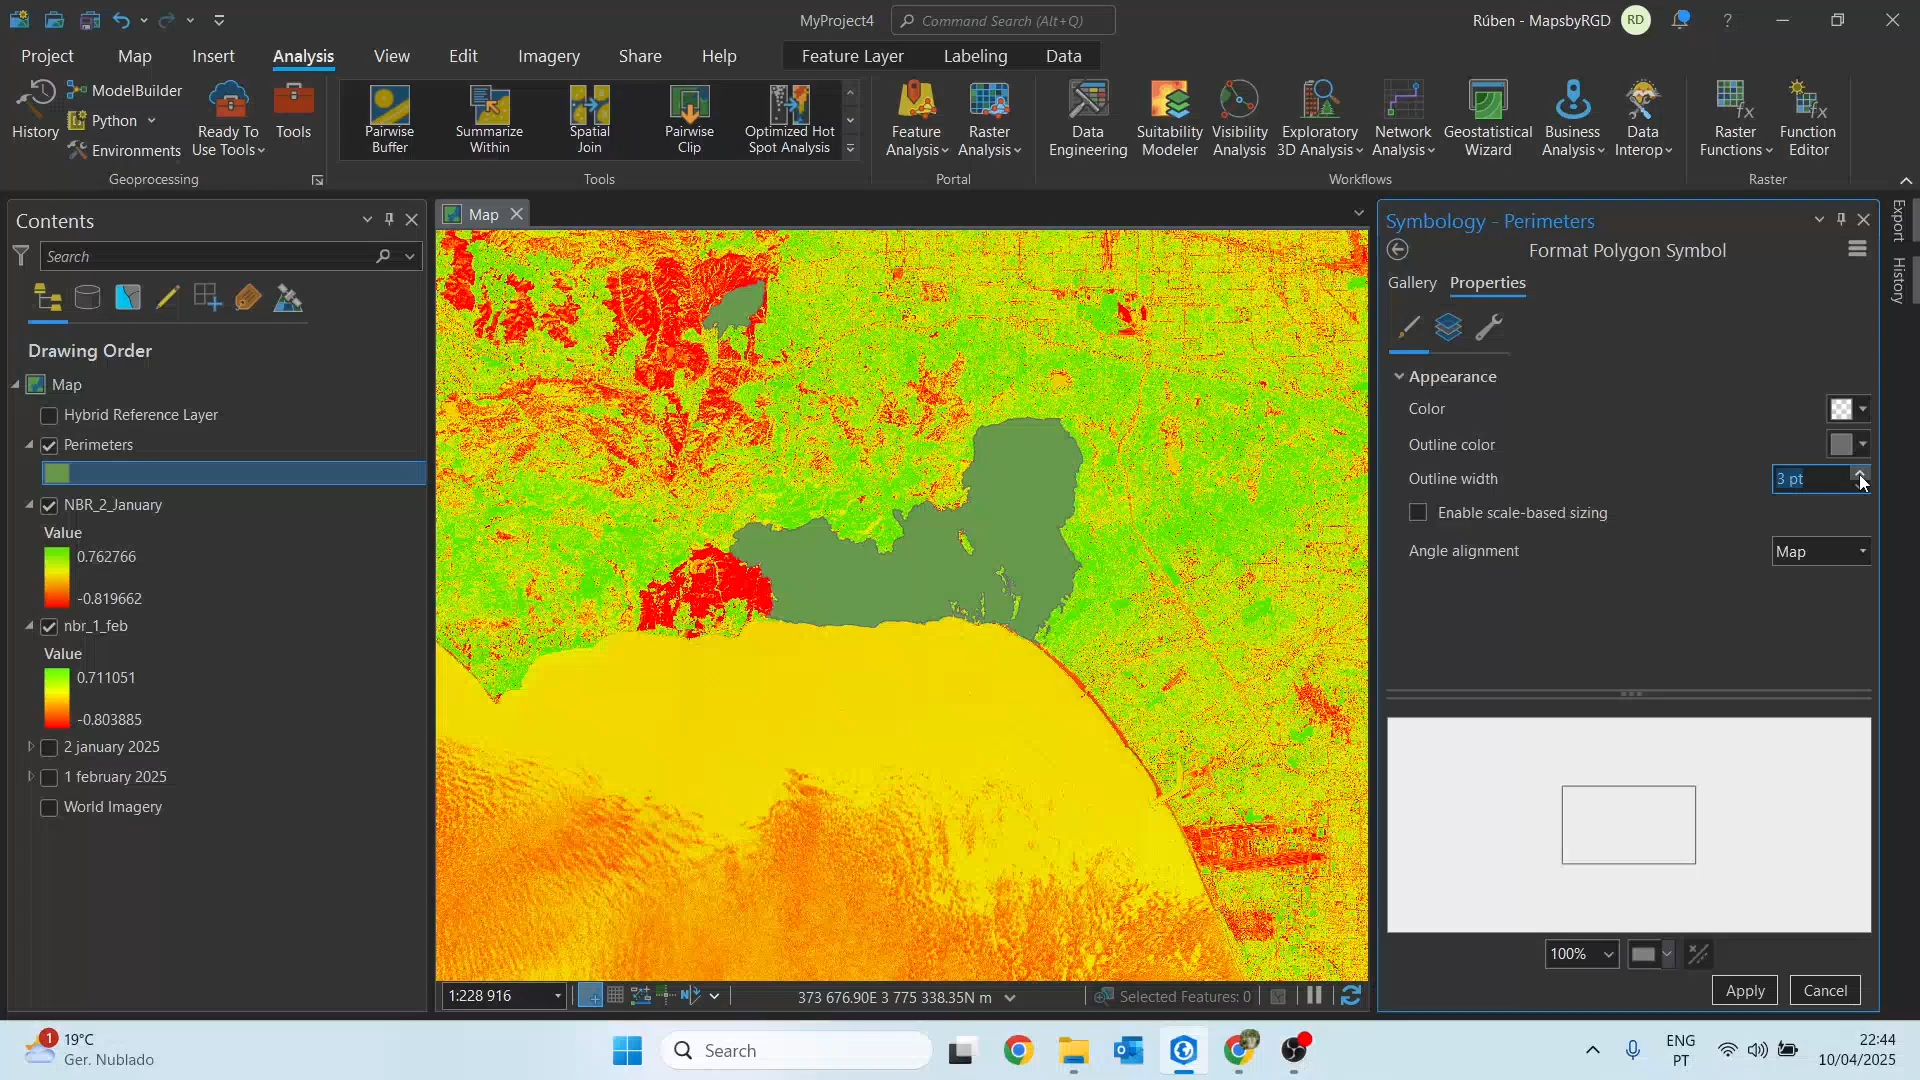 MyProject4
Command Search (Alt+Q)
Rúben - MapsbyRGD
RD
?
Project
Map
Insert
Analysis
View
Edit
Imagery
Share
Help
Feature Layer
Labeling
Data
History
ModelBuilder
Python
Environments
Ready To Use Tools
Tools
Geoprocessing
Pairwise Buffer
Summarize Within
Spatial Join
Pairwise Clip
Optimized Hot Spot Analysis
Tools
Feature Analysis
Raster Analysis
Portal
Data Engineering
Suitability Modeler
Visibility Analysis
Exploratory 3D Analysis
Network Analysis
Geostatistical Wizard
Business Analysis
Data Interop
Workflows
Raster Functions
Function Editor
Raster
Contents
Search
Drawing Order
Map
Hybrid Reference Layer
Perimeters
NBR_2_January
Value
0.762766
-0.819662
nbr_1_feb
Value
0.711051
-0.803885
2 january 2025
1 february 2025
World Imagery
Map
1:228 916
373 676.90E 3 775 338.35N m
Selected Features: 0
Symbology - Perimeters
Format Polygon Symbol
Gallery
Properties
Appearance
Color
Outline color
Outline width
3 pt
Enable scale-based sizing
Angle alignment
Map
100%
Apply
Cancel
Export
History
1
19°C
Ger. Nublado
Search
ENG
PT
22:44
10/04/2025